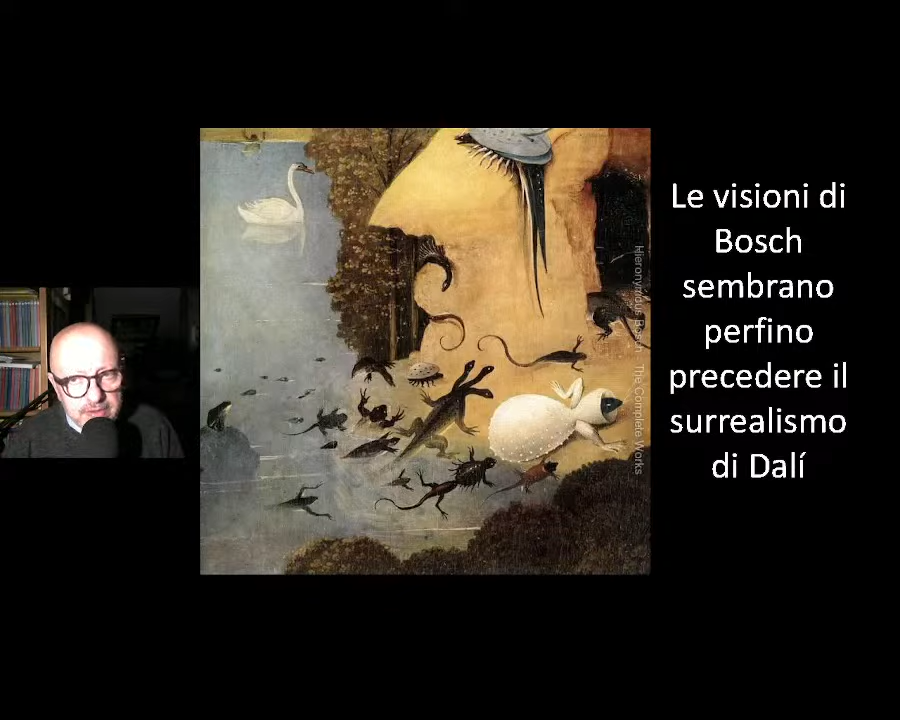 Le visioni di
Bosch
sembrano
perfino
precedere il
surrealismo
di Dalí
Hieronymus Bosch - The Complete Works